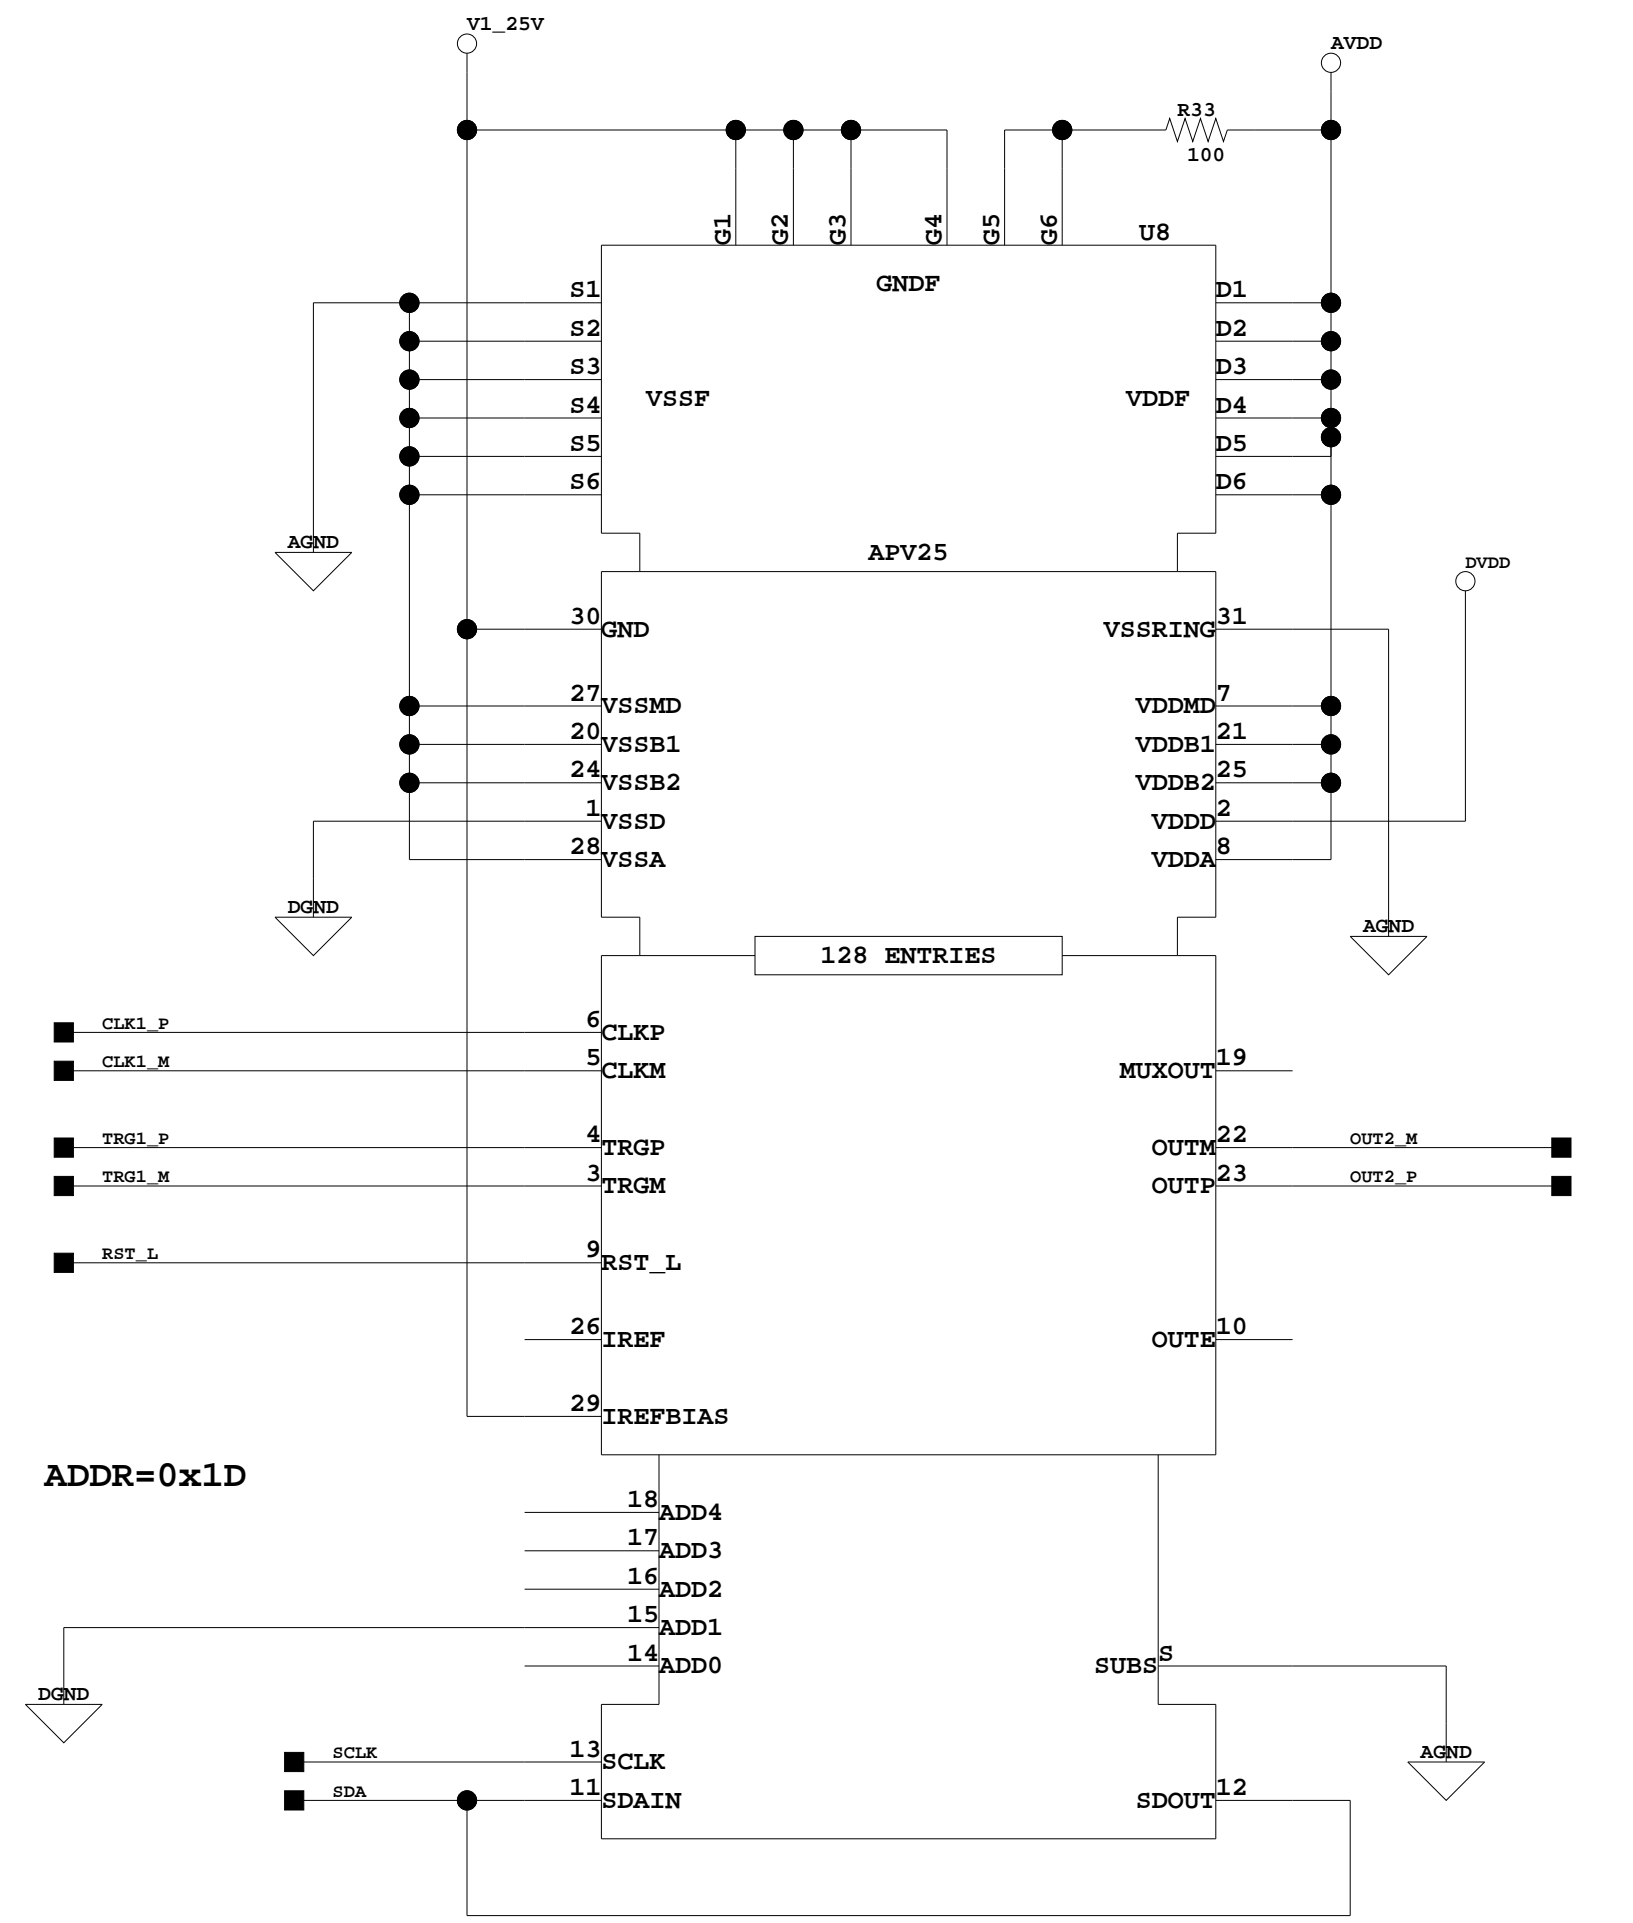 V1_25V
AVDD
R33
100
G1 G2 G3 G4 G5 G6
U8
GNDF
S1 D1
S2 D2
S3 D3
VSSF VDDF
S4 D4
S5 D5
S6 D6
AGND
APV25
DVDD
30 GND VSSRING 31
27 VSSMD VDDMD 7
20 VSSB1 VDDB1 21
24 VSSB2 VDDB2 25
1 VSSD VDDD 2
28 VSSA VDDA 8
DGND
AGND
128 ENTRIES
CLK1_P 6 CLKP
CLK1_M 5 CLKM MUXOUT 19
TRG1_P 4 TRGP OUTM 22 OUT2_M
TRG1_M 3 TRGM OUTP 23 OUT2_P
RST_L 9 RST_L
26 IREF OUTE 10
29 IREFBIAS
ADDR=0x1D
18 ADD4
17 ADD3
16 ADD2
15 ADD1
14 ADD0 SUBS S
DGND
SCLK 13 SCLK
AGND
SDA 11 SDAIN SDOUT 12